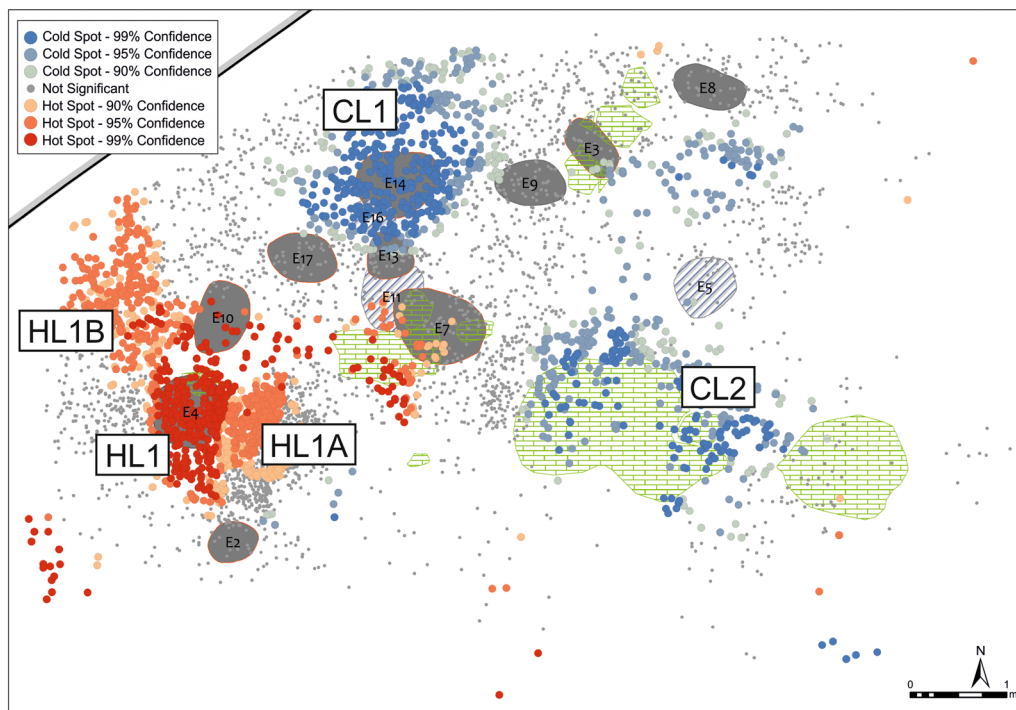 Cold Spot - 99% Confidence
Cold Spot - 95% Confidence
Cold Spot - 90% Confidence
Not Significant
Hot Spot - 90% Confidence
Hot Spot - 95% Confidence
Hot Spot - 99% Confidence
CL1
E8
E3
E14
E9
E16
E13
E17
E5
E11
E10
E7
HL1B
CL2
E4
HL1
HL1A
E2
N
0 1
m